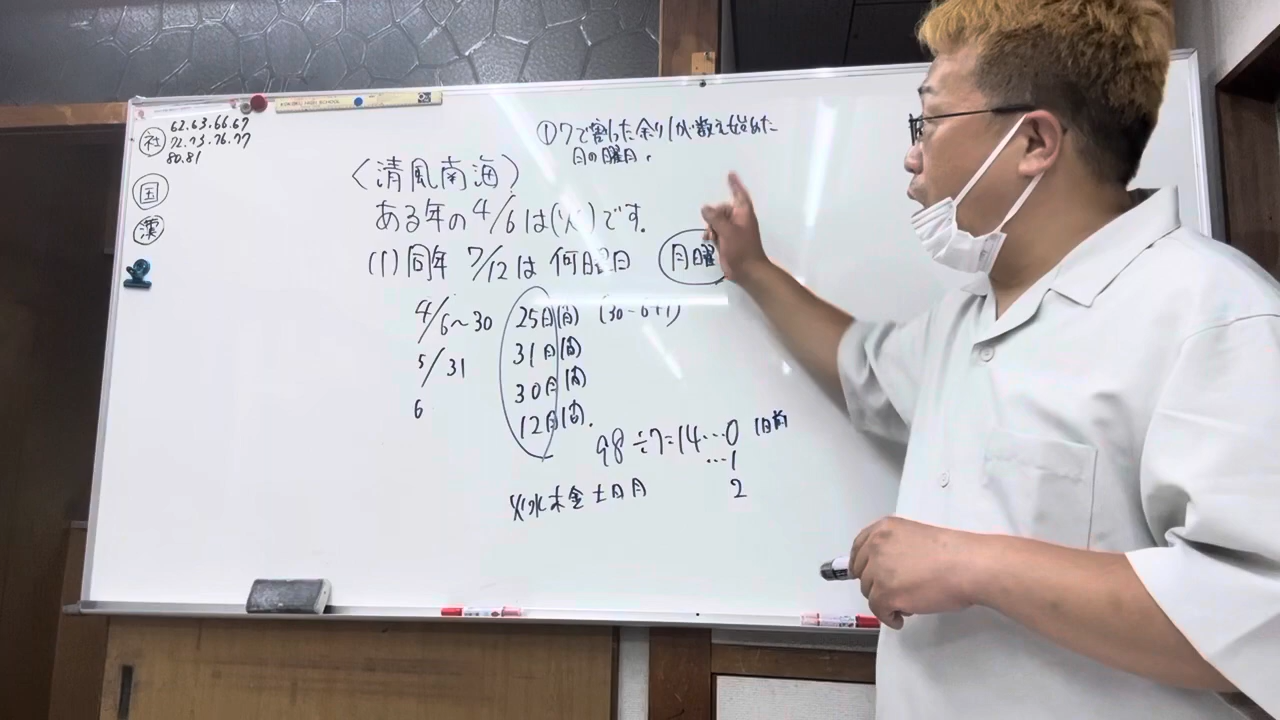 社 62.63.66.67
72.73.76.77
80.81
国
漢
①7で割った余り1が数え始めた
日の曜日.
〈清風南海〉
ある年の4/6は(火)です.
(1)同年 7/12は 何曜日
月曜
4/6~30 25日(間) (30-6+1)
5/31 31日(間)
6 30日(間)
12日(間).
98÷7=14…0 1日前
…1
2
火水木金土日月